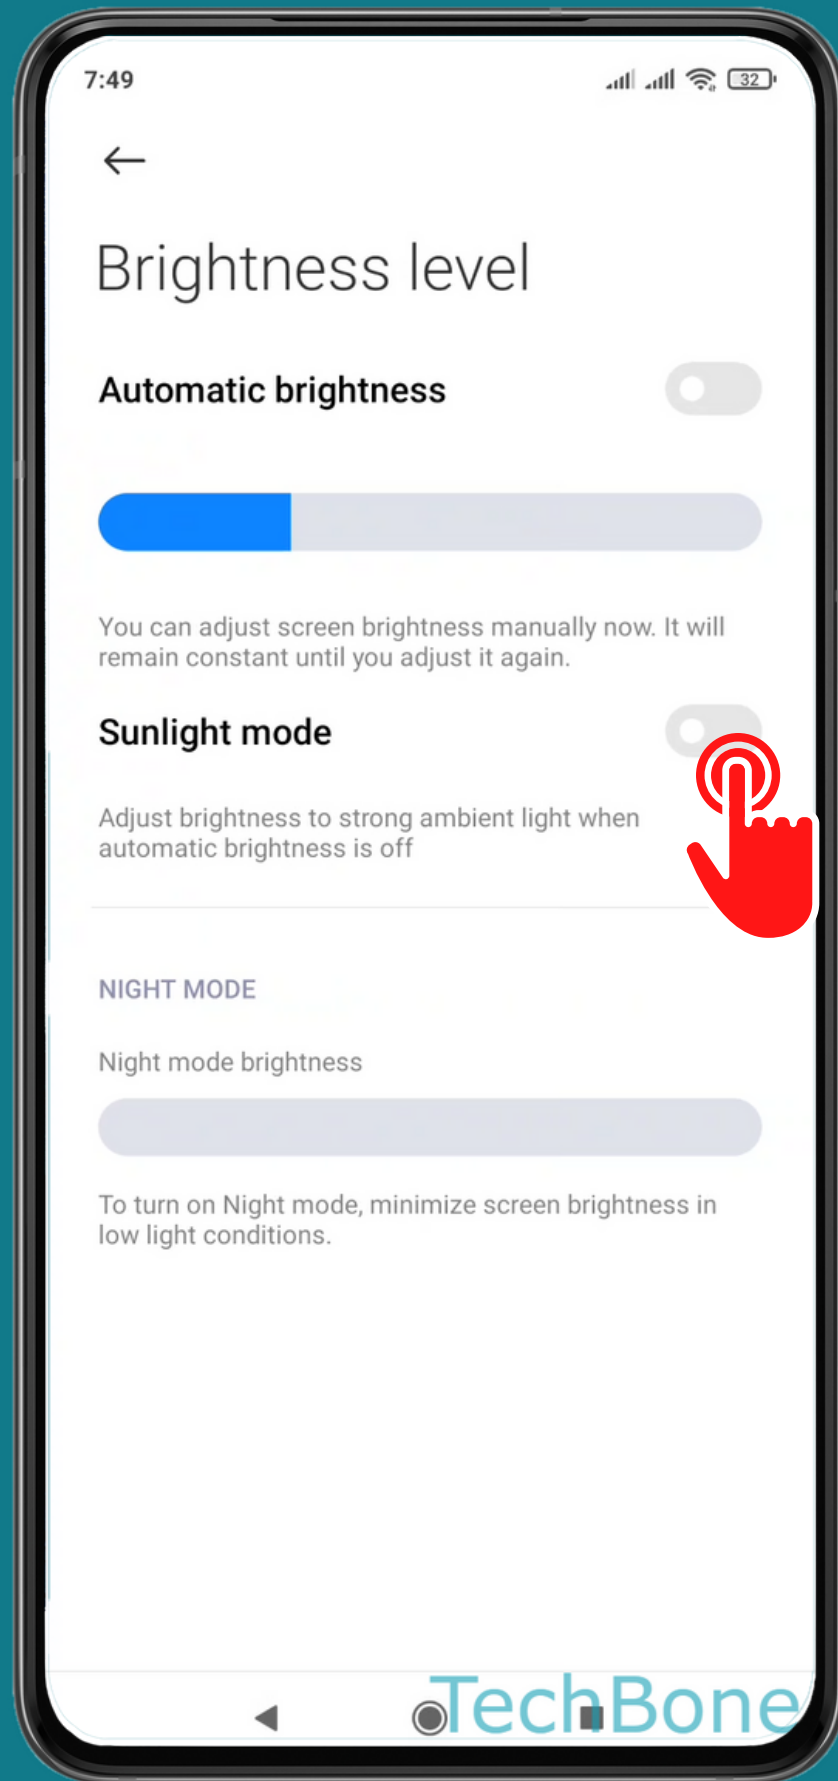 7:49
32
Brightness level
Automatic brightness
You can adjust screen brightness manually now. It will
remain constant until you adjust it again.
Sunlight mode
Adjust brightness to strong ambient light when
automatic brightness is off
NIGHT MODE
Night mode brightness
To turn on Night mode, minimize screen brightness in
low light conditions.
TechBone